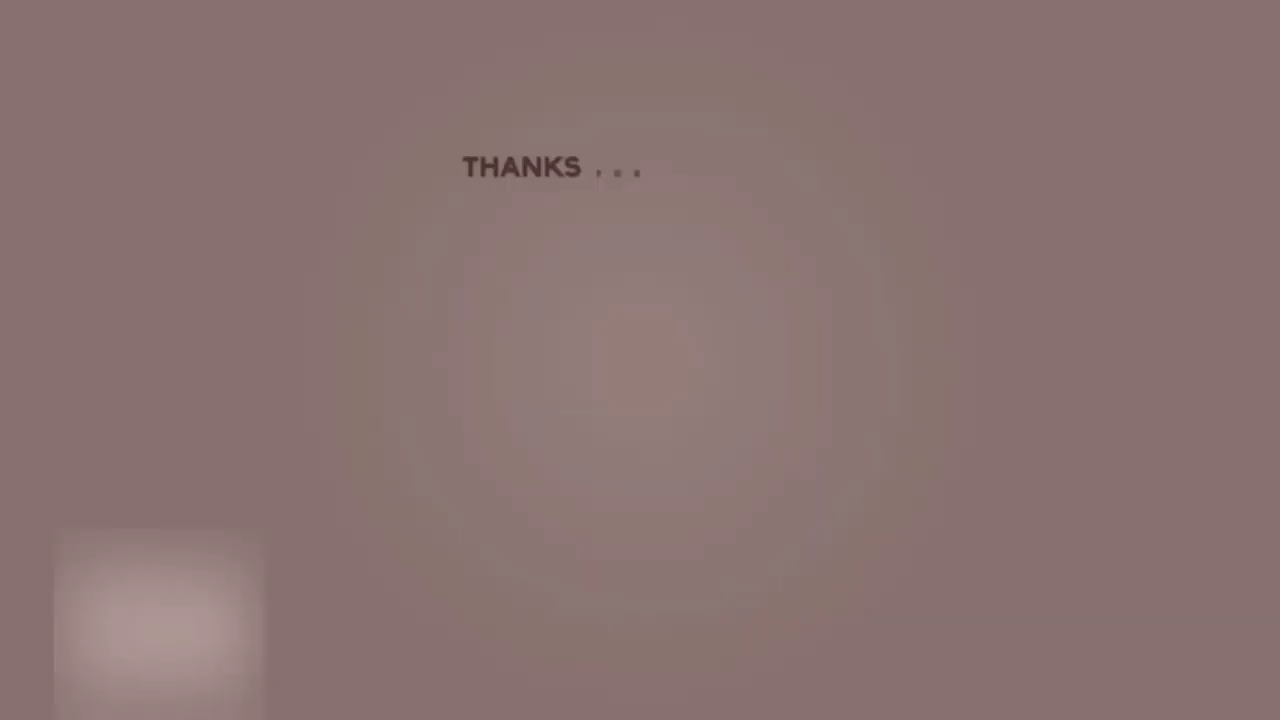 THANKS . . .